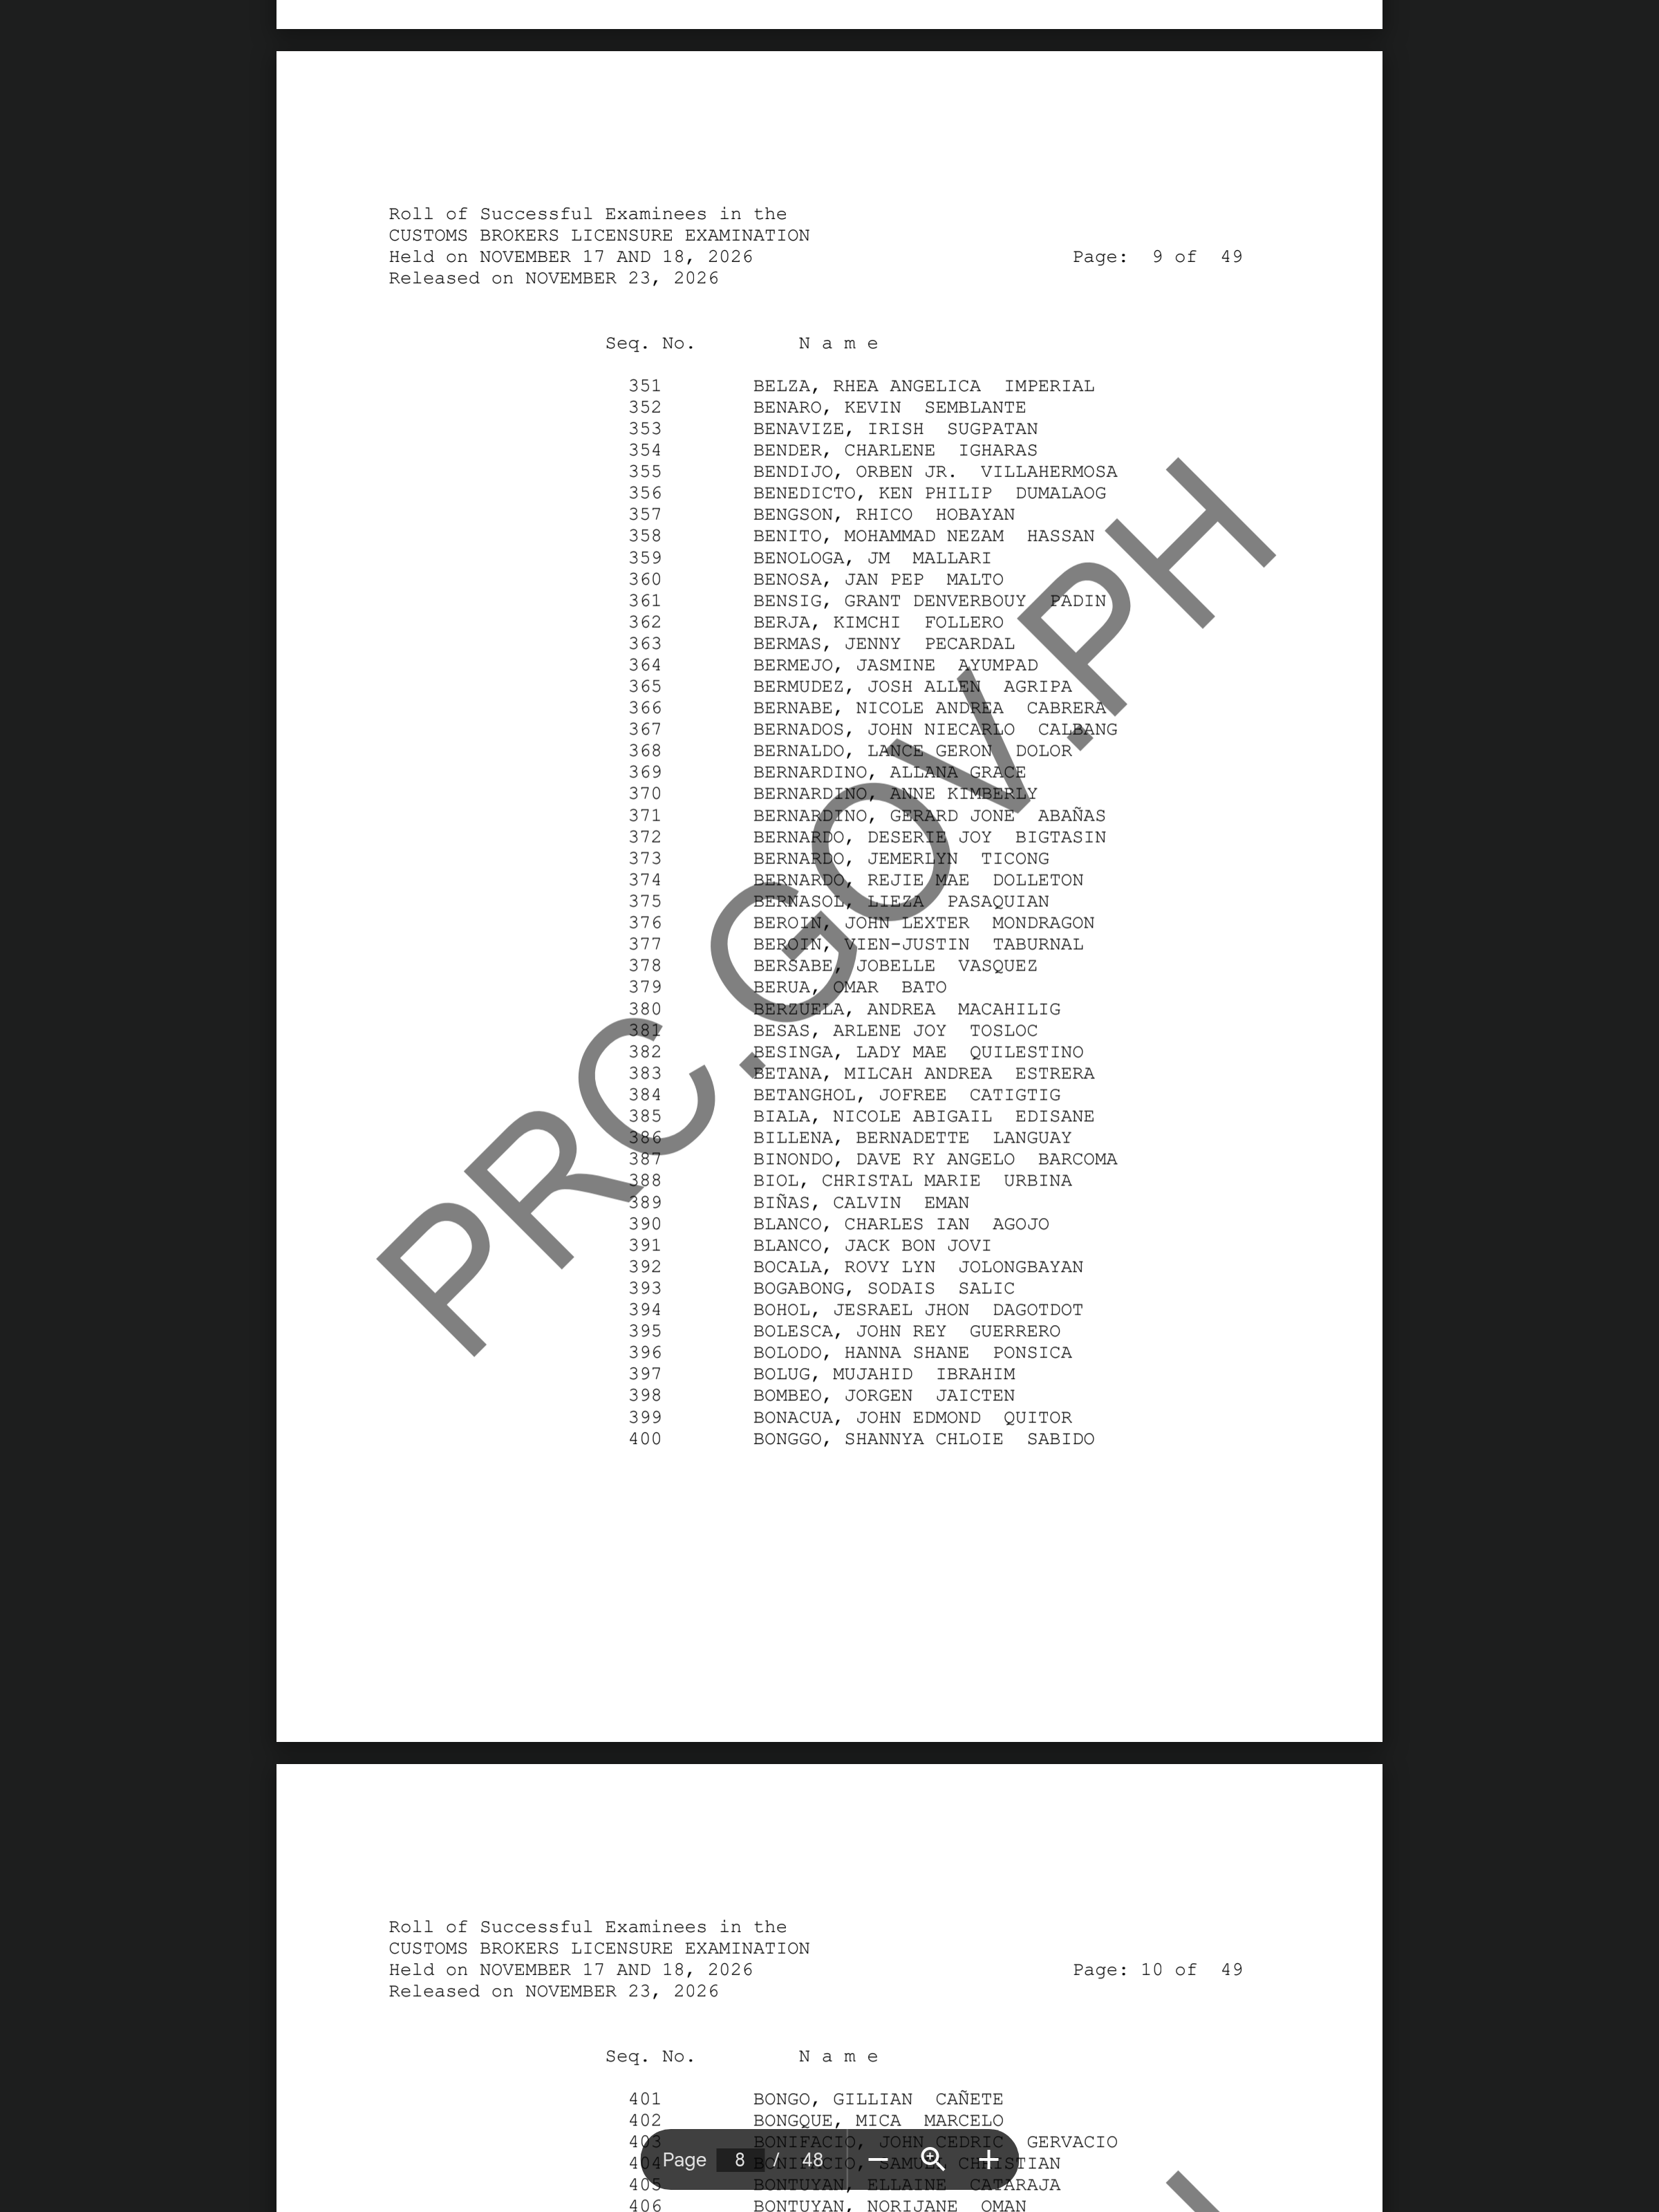 Roll of Successful Examinees in the
CUSTOMS BROKERS LICENSURE EXAMINATION
Held on NOVEMBER 17 AND 18, 2026 Page: 9 of 49
Released on NOVEMBER 23, 2026
Seq. No. N a m e
351 BELZA, RHEA ANGELICA IMPERIAL
352 BENARO, KEVIN SEMBLANTE
353 BENAVIZE, IRISH SUGPATAN
354 BENDER, CHARLENE IGHARAS
355 BENDIJO, ORBEN JR. VILLAHERMOSA
356 BENEDICTO, KEN PHILIP DUMALAOG
357 BENGSON, RHICO HOBAYAN
358 BENITO, MOHAMMAD NEZAM HASSAN
359 BENOLOGA, JM MALLARI
360 BENOSA, JAN PEP MALTO
361 BENSIG, GRANT DENVERBOUY PADIN
362 BERJA, KIMCHI FOLLERO
363 BERMAS, JENNY PECARDAL
364 BERMEJO, JASMINE AYUMPAD
365 BERMUDEZ, JOSH ALLEN AGRIPA
366 BERNABE, NICOLE ANDREA CABRERA
367 BERNADOS, JOHN NIECARLO CALBANG
368 BERNALDO, LANCE GERON DOLOR
369 BERNARDINO, ALLANA GRACE
370 BERNARDINO, ANNE KIMBERLY
371 BERNARDINO, GERARD JONE ABAÑAS
372 BERNARDO, DESERIE JOY BIGTASIN
373 BERNARDO, JEMERLYN TICONG
374 BERNARDO, REJIE MAE DOLLETON
375 BERNASOL, LIEZA PASAQUIAN
376 BEROIN, JOHN LEXTER MONDRAGON
377 BEROIN, VIEN-JUSTIN TABURNAL
378 BERSABE, JOBELLE VASQUEZ
379 BERUA, OMAR BATO
380 BERZUELA, ANDREA MACAHILIG
381 BESAS, ARLENE JOY TOSLOC
382 BESINGA, LADY MAE QUILESTINO
383 BETANA, MILCAH ANDREA ESTRERA
384 BETANGHOL, JOFREE CATIGTIG
385 BIALA, NICOLE ABIGAIL EDISANE
386 BILLENA, BERNADETTE LANGUAY
387 BINONDO, DAVE RY ANGELO BARCOMA
388 BIOL, CHRISTAL MARIE URBINA
389 BIÑAS, CALVIN EMAN
390 BLANCO, CHARLES IAN AGOJO
391 BLANCO, JACK BON JOVI
392 BOCALA, ROVY LYN JOLONGBAYAN
393 BOGABONG, SODAIS SALIC
394 BOHOL, JESRAEL JHON DAGOTDOT
395 BOLESCA, JOHN REY GUERRERO
396 BOLODO, HANNA SHANE PONSICA
397 BOLUG, MUJAHID IBRAHIM
398 BOMBEO, JORGEN JAICTEN
399 BONACUA, JOHN EDMOND QUITOR
400 BONGGO, SHANNYA CHLOIE SABIDO
PRC.GOV.PH
Roll of Successful Examinees in the
CUSTOMS BROKERS LICENSURE EXAMINATION
Held on NOVEMBER 17 AND 18, 2026 Page: 10 of 49
Released on NOVEMBER 23, 2026
Seq. No. N a m e
401 BONGO, GILLIAN CAÑETE
402 BONGQUE, MICA MARCELO
403 BONIFACIO, JOHN CEDRIC GERVACIO
404 BONIFACIO, SAMUEL CHRISTIAN
405 BONTUYAN, ELLAINE CATARAJA
406 BONTUYAN, NORIJANE OMAN
Page 8 / 48